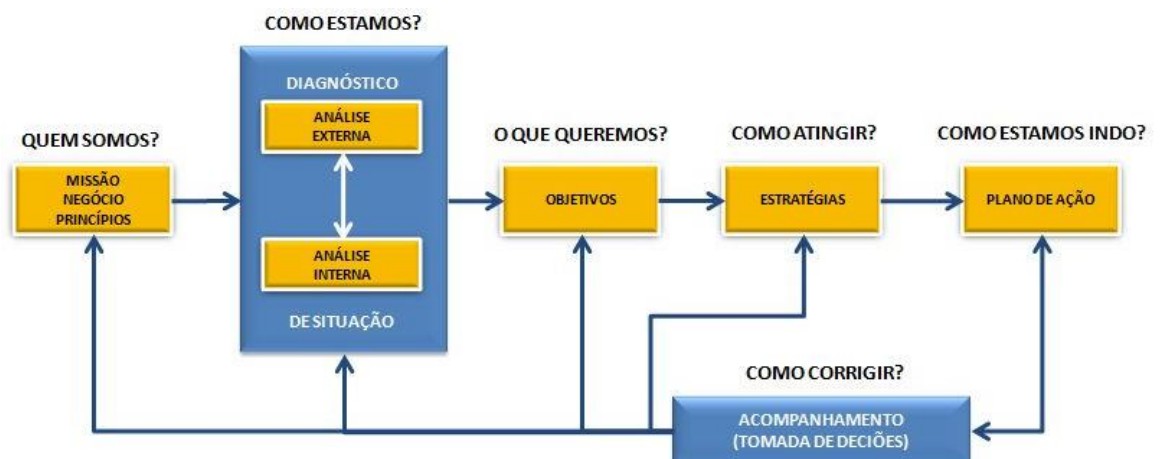 COMO ESTAMOS?
DIAGNÓSTICO
ANÁLISE
EXTERNA
ANÁLISE
INTERNA
DE SITUAÇÃO
QUEM SOMOS?
MISSÃO
NEGÓCIO
PRINCÍPIOS
O QUE QUEREMOS?
OBJETIVOS
COMO ATINGIR?
ESTRATÉGIAS
COMO ESTAMOS INDO?
PLANO DE AÇÃO
COMO CORRIGIR?
ACOMPANHAMENTO
(TOMADA DE DECIÕES)